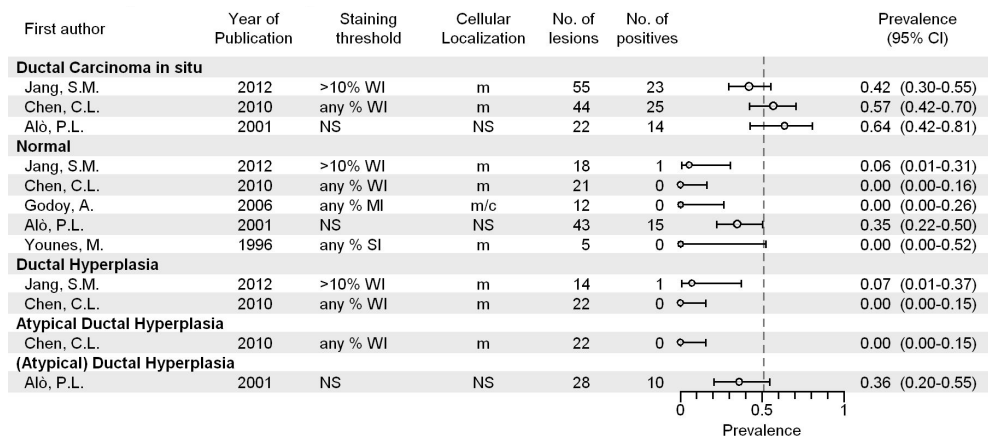 First author Year of Publication Staining threshold Cellular Localization No. of lesions No. of positives Prevalence (95% CI)
Ductal Carcinoma in situ
Jang, S.M. 2012 >10% WI m 55 23 0.42 (0.30-0.55)
Chen, C.L. 2010 any % WI m 44 25 0.57 (0.42-0.70)
Alò, P.L. 2001 NS NS 22 14 0.64 (0.42-0.81)
Normal
Jang, S.M. 2012 >10% WI m 18 1 0.06 (0.01-0.31)
Chen, C.L. 2010 any % WI m 21 0 0.00 (0.00-0.16)
Godoy, A. 2006 any % MI m/c 12 0 0.00 (0.00-0.26)
Alò, P.L. 2001 NS NS 43 15 0.35 (0.22-0.50)
Younes, M. 1996 any % SI m 5 0 0.00 (0.00-0.52)
Ductal Hyperplasia
Jang, S.M. 2012 >10% WI m 14 1 0.07 (0.01-0.37)
Chen, C.L. 2010 any % WI m 22 0 0.00 (0.00-0.15)
Atypical Ductal Hyperplasia
Chen, C.L. 2010 any % WI m 22 0 0.00 (0.00-0.15)
(Atypical) Ductal Hyperplasia
Alò, P.L. 2001 NS NS 28 10 0.36 (0.20-0.55)
0 0.5 1
Prevalence